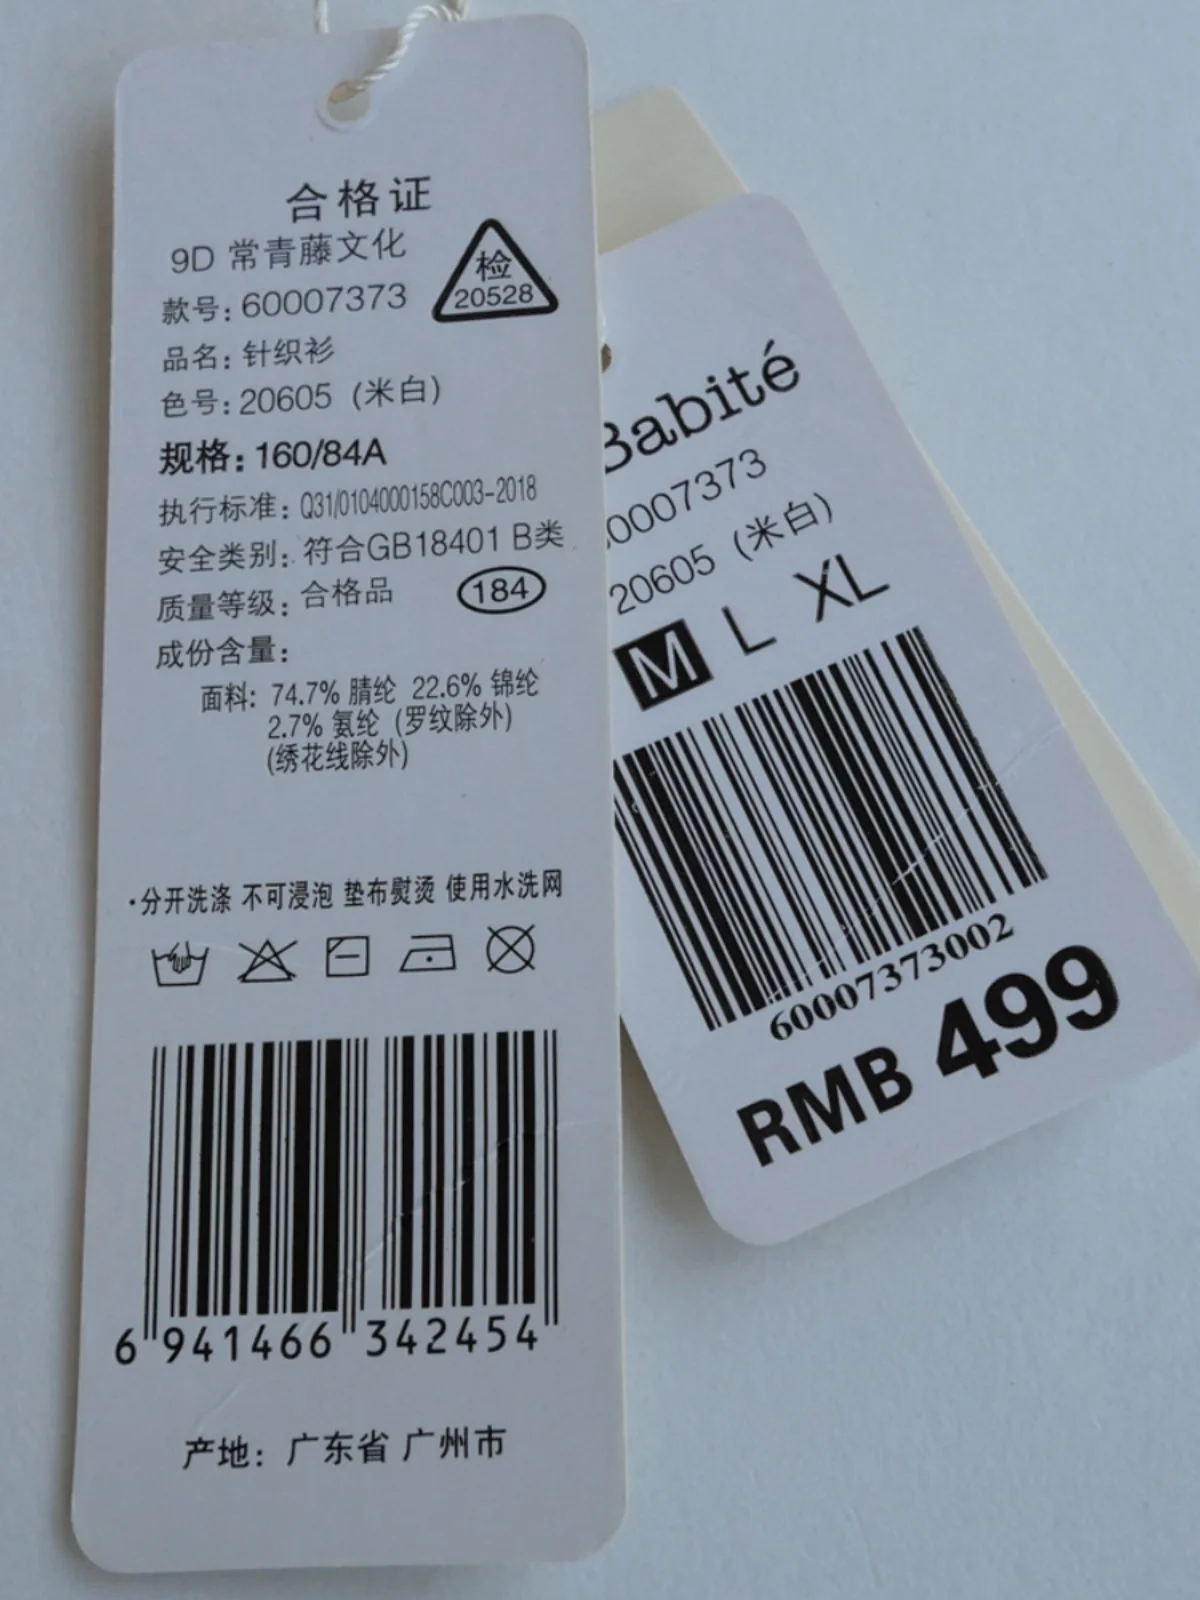 合格证
9D 常青藤文化
检
20528
款号:60007373
品名:针织衫
色号:20605 (米白)
规格:160/84A
执行标准:Q31/0104000158C003-2018
安全类别:符合GB18401 B类
质量等级:合格品
184
成份含量:
面料: 74.7% 腈纶 22.6% 锦纶
2.7% 氨纶 (罗纹除外)
(绣花线除外)
·分开洗涤 不可浸泡 垫布熨烫 使用水洗网
6 941466 342454
产地: 广东省 广州市
Babité
0007373
20605 (米白)
M L XL
60007373002
RMB 499